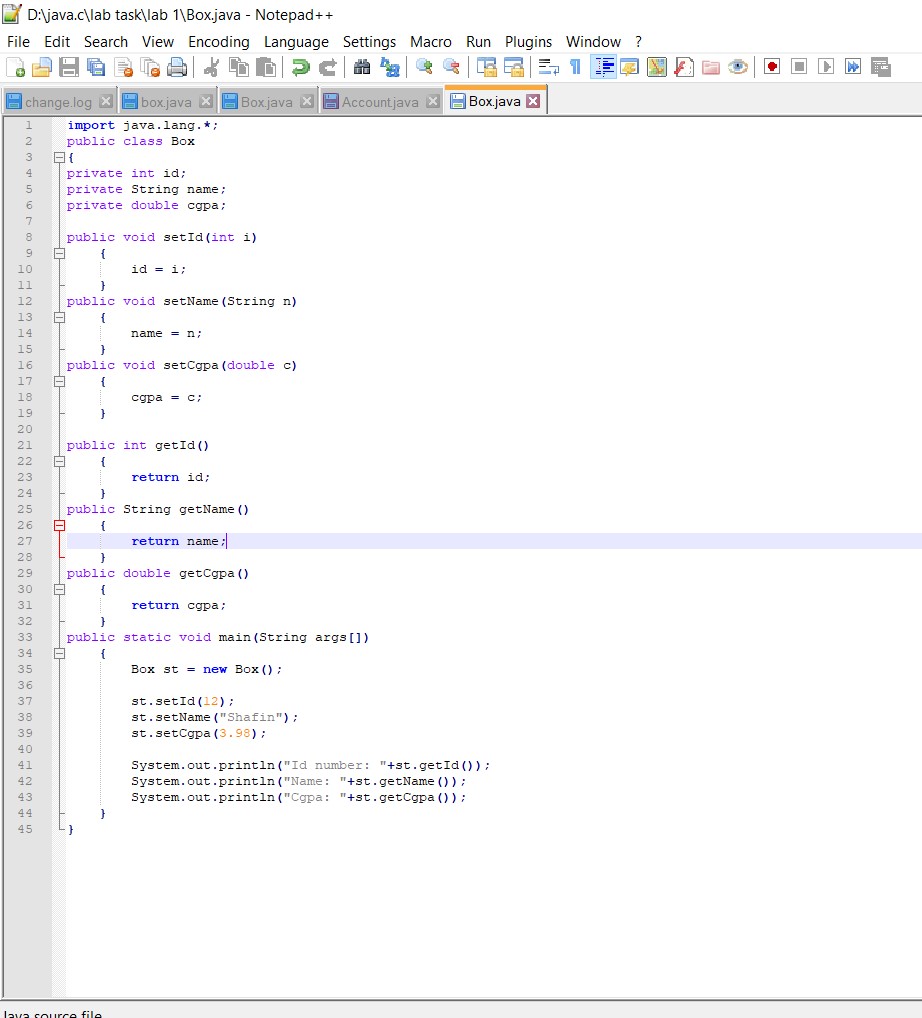 D:\java.c\lab task\lab 1\Box.java - Notepad++
File Edit Search View Encoding Language Settings Macro Run Plugins Window ?
change.log box.java Box.java Account.java Box.java
1 import java.lang.*;
2 public class Box
3 {
4 private int id;
5 private String name;
6 private double cgpa;
7
8 public void setId(int i)
9 {
10 id = i;
11 }
12 public void setName(String n)
13 {
14 name = n;
15 }
16 public void setCgpa(double c)
17 {
18 cgpa = c;
19 }
20
21 public int getId()
22 {
23 return id;
24 }
25 public String getName()
26 {
27 return name;
28 }
29 public double getCgpa()
30 {
31 return cgpa;
32 }
33 public static void main(String args[])
34 {
35 Box st = new Box();
36
37 st.setId(12);
38 st.setName("Shafin");
39 st.setCgpa(3.98);
40
41 System.out.println("Id number: "+st.getId());
42 System.out.println("Name: "+st.getName());
43 System.out.println("Cgpa: "+st.getCgpa());
44 }
45 }
Java source file